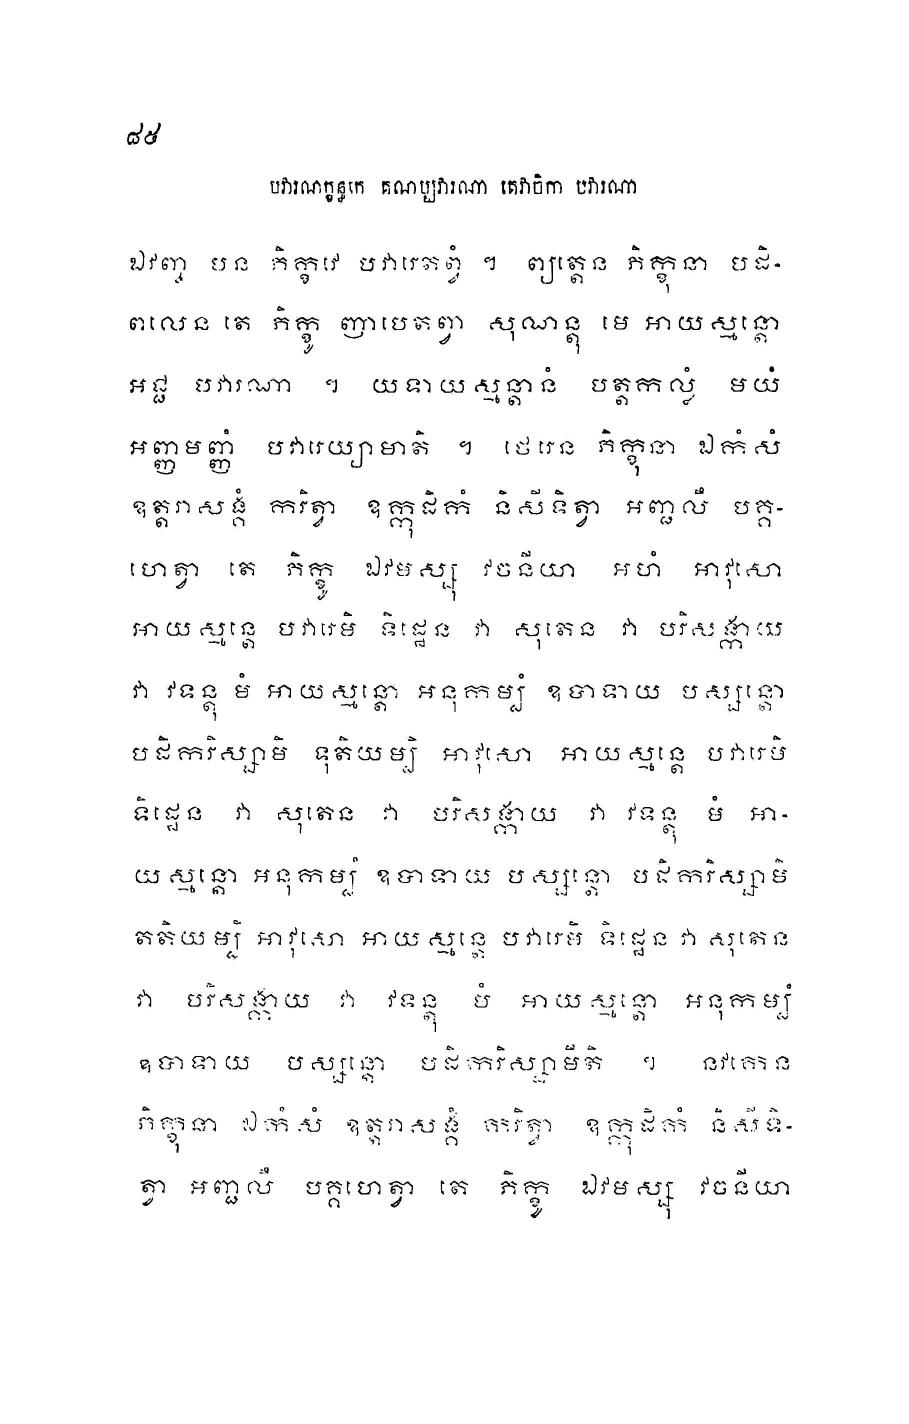 ៨៥
បវារណក្ខន្ធកេ គណប្បវារណា តេវាចិកា បវារណា
ឯវញ្ច បន ភិក្ខវេ បវារេតព្វំ ។ ព្យត្តេន ភិក្ខុនា បដិ-
ពលេន តេ ភិក្ខូ ញាបេតព្វា សុណន្តុ មេ អាយស្មន្តោ
អជ្ជ បវារណា ។ យទាយស្មន្តានំ បត្តកល្លំ មយំ
អញ្ញមញ្ញំ បវារេយ្យាមាតិ ។ ថេរេន ភិក្ខុនា ឯកំសំ
ឧត្តរាសង្គំ ករិត្វា ឧក្កុដិកំ និសីទិត្វា អញ្ជលឹ បគ្គ-
ហេត្វា តេ ភិក្ខូ ឯវមស្សុ វចនីយា អហំ អាវុសោ
អាយស្មន្តេ បវារេមិ ទិដ្ឋេន វា សុតេន វា បរិសង្កាយ
វា វទន្តុ មំ អាយស្មន្តោ អនុកម្បំ ឧបាទាយ បស្សន្តោ
បដិករិស្សាមិ ទុតិយម្បិ អាវុសោ អាយស្មន្តេ បវារេមិ
ទិដ្ឋេន វា សុតេន វា បរិសង្កាយ វា វទន្តុ មំ អា-
យស្មន្តោ អនុកម្បំ ឧបាទាយ បស្សន្តោ បដិករិស្សាមិ
តតិយម្បិ អាវុសោ អាយស្មន្តេ បវារេមិ ទិដ្ឋេន វា សុតេន
វា បរិសង្កាយ វា វទន្តុ មំ អាយស្មន្តោ អនុកម្បំ
ឧបាទាយ បស្សន្តោ បដិករិស្សាមីតិ ។ នវកេន
ភិក្ខុនា ឯកំសំ ឧត្តរាសង្គំ ករិត្វា ឧក្កុដិកំ និសីទិ-
ត្វា អញ្ជលឹ បគ្គហេត្វា តេ ភិក្ខូ ឯវមស្សុ វចនីយា